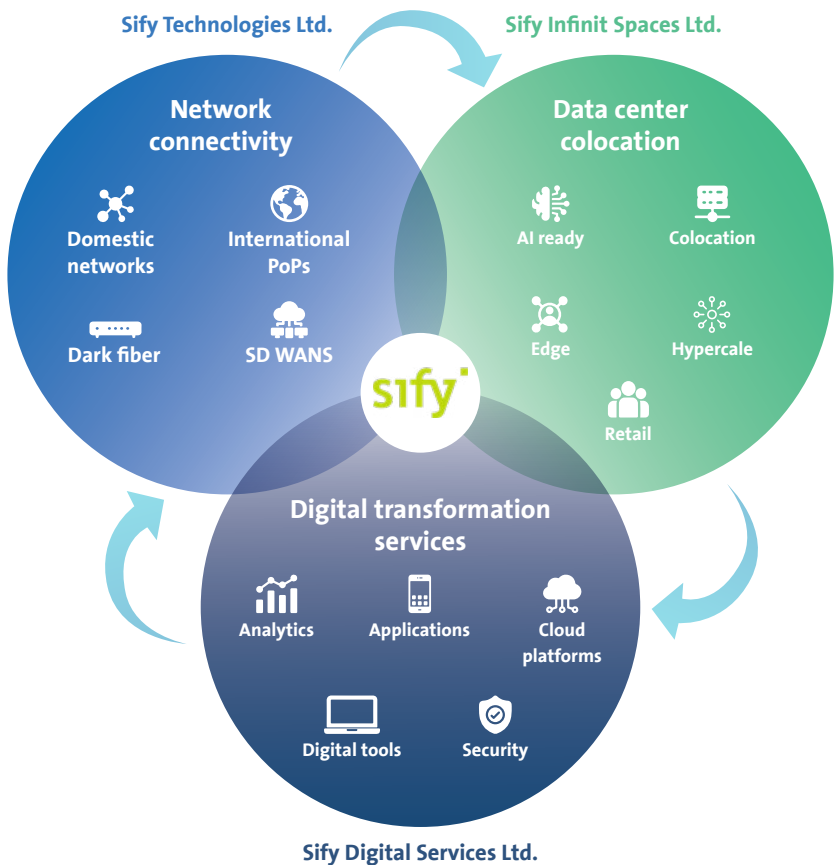 Sify Technologies Ltd.
Sify Infinit Spaces Ltd.
Network
connectivity
Domestic
networks
International
PoPs
Dark fiber
SD WANS
Data center
colocation
AI ready
Colocation
Edge
Hypercale
Retail
sify
Digital transformation
services
Analytics
Applications
Cloud
platforms
Digital tools
Security
Sify Digital Services Ltd.